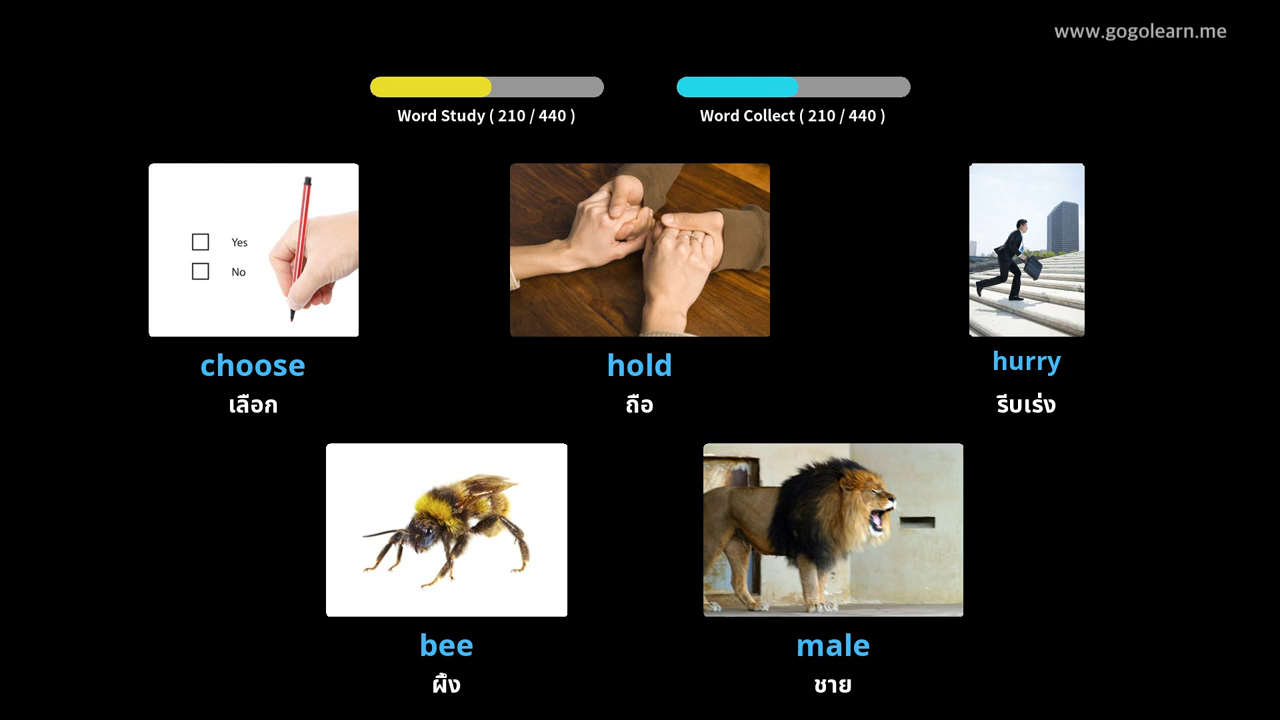 www.gogolearn.me
Word Study ( 210 / 440 )
Word Collect ( 210 / 440 )
Yes
No
choose
เลือก
hold
ถือ
hurry
รีบเร่ง
bee
ผึ้ง
male
ชาย